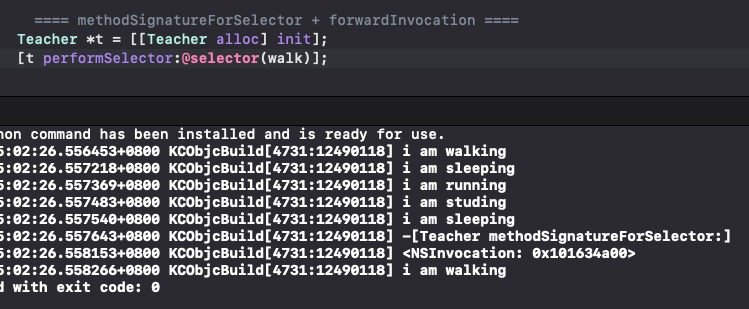 ==== methodSignatureForSelector + forwardInvocation ====
Teacher *t = [[Teacher alloc] init];
[t performSelector:@selector(walk)];
hon command has been installed and is ready for use.
5:02:26.556453+0800 KCObjcBuild[4731:12490118] i am walking
5:02:26.557218+0800 KCObjcBuild[4731:12490118] i am sleeping
5:02:26.557369+0800 KCObjcBuild[4731:12490118] i am running
5:02:26.557483+0800 KCObjcBuild[4731:12490118] i am studing
5:02:26.557540+0800 KCObjcBuild[4731:12490118] i am sleeping
5:02:26.557643+0800 KCObjcBuild[4731:12490118] -[Teacher methodSignatureForSelector:]
5:02:26.558153+0800 KCObjcBuild[4731:12490118] <NSInvocation: 0x101634a00>
5:02:26.558266+0800 KCObjcBuild[4731:12490118] i am walking
d with exit code: 0